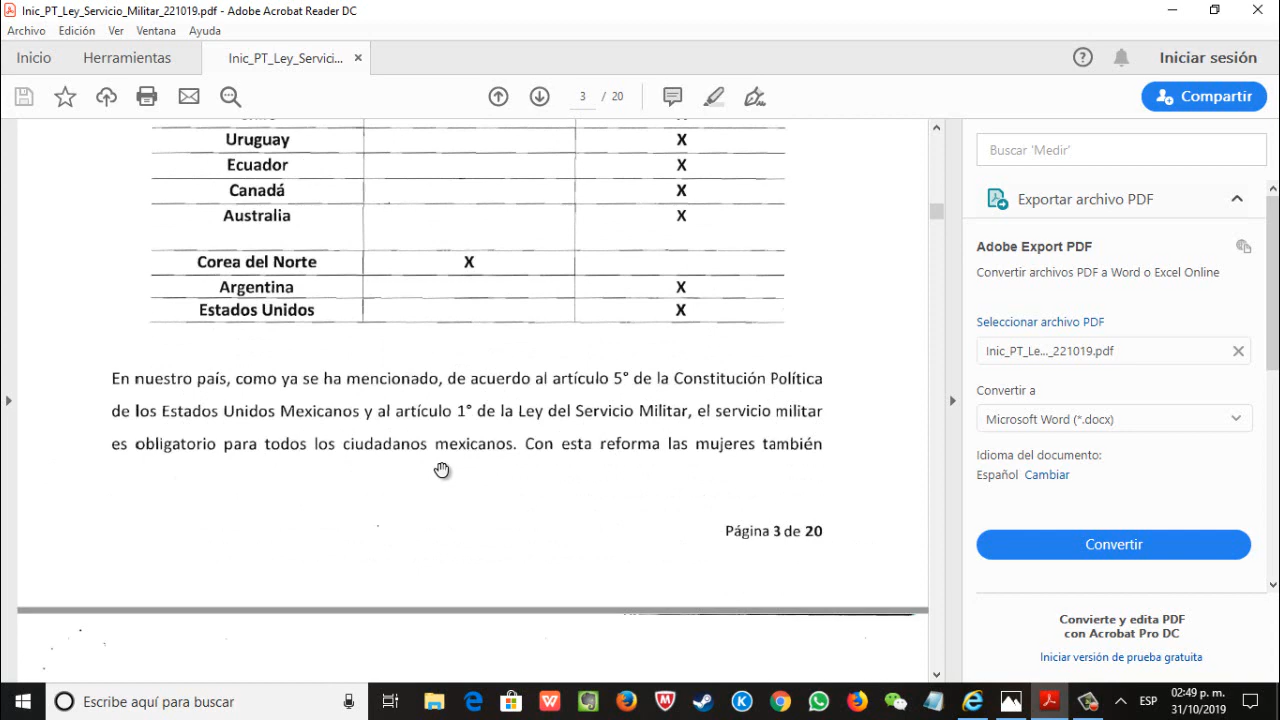 Inic_PT_Ley_Servicio_Militar_221019.pdf - Adobe Acrobat Reader DC
Archivo Edición Ver Ventana Ayuda
Inicio Herramientas Inic_PT_Ley_Servici... Iniciar sesión
3 / 20 Compartir
Uruguay X
Ecuador X
Canadá X
Australia X
Corea del Norte X
Argentina X
Estados Unidos X
En nuestro país, como ya se ha mencionado, de acuerdo al artículo 5° de la Constitución Política
de los Estados Unidos Mexicanos y al artículo 1° de la Ley del Servicio Militar, el servicio militar
es obligatorio para todos los ciudadanos mexicanos. Con esta reforma las mujeres también
Página 3 de 20
Buscar 'Medir'
Exportar archivo PDF
Adobe Export PDF
Convertir archivos PDF a Word o Excel Online
Seleccionar archivo PDF
Inic_PT_Le..._221019.pdf
Convertir a
Microsoft Word (*.docx)
Idioma del documento:
Español Cambiar
Convertir
Convierte y edita PDF
con Acrobat Pro DC
Iniciar versión de prueba gratuita
Escribe aquí para buscar
ESP
02:49 p. m.
31/10/2019